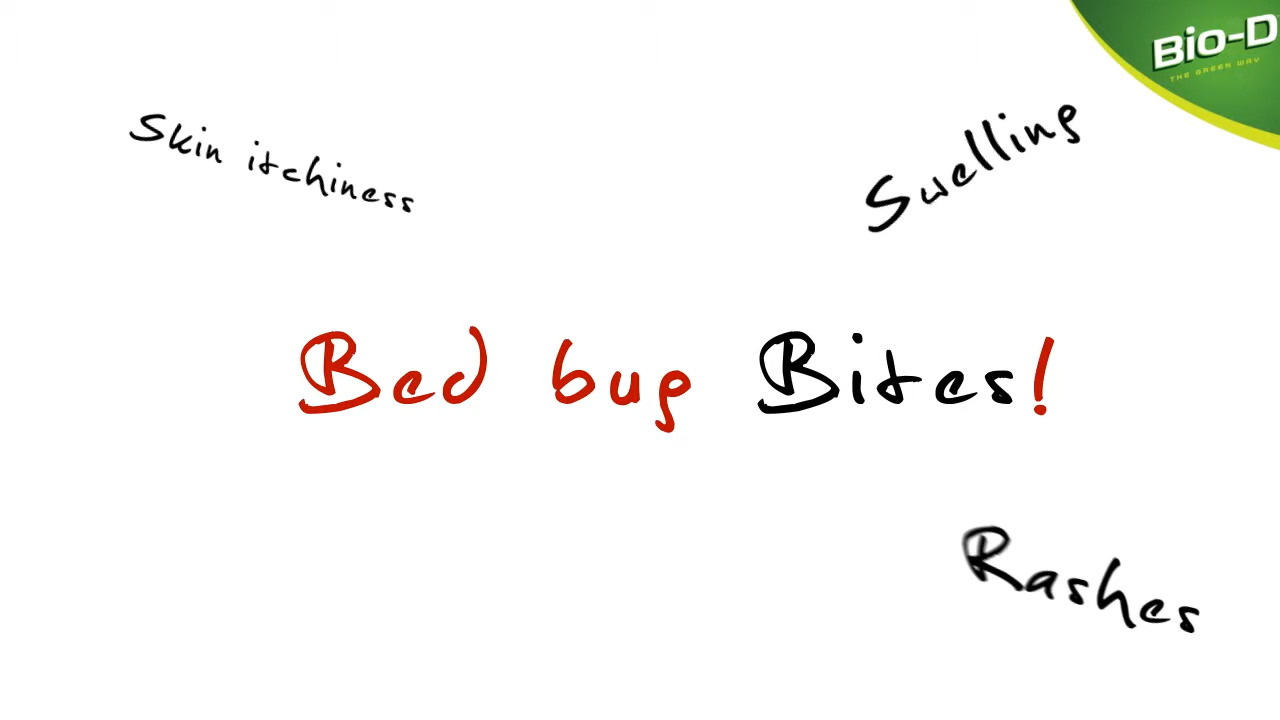 Bio-D
THE GREEN WAY
Skin itchiness
Swelling
Bed bug Bites!
Rashes